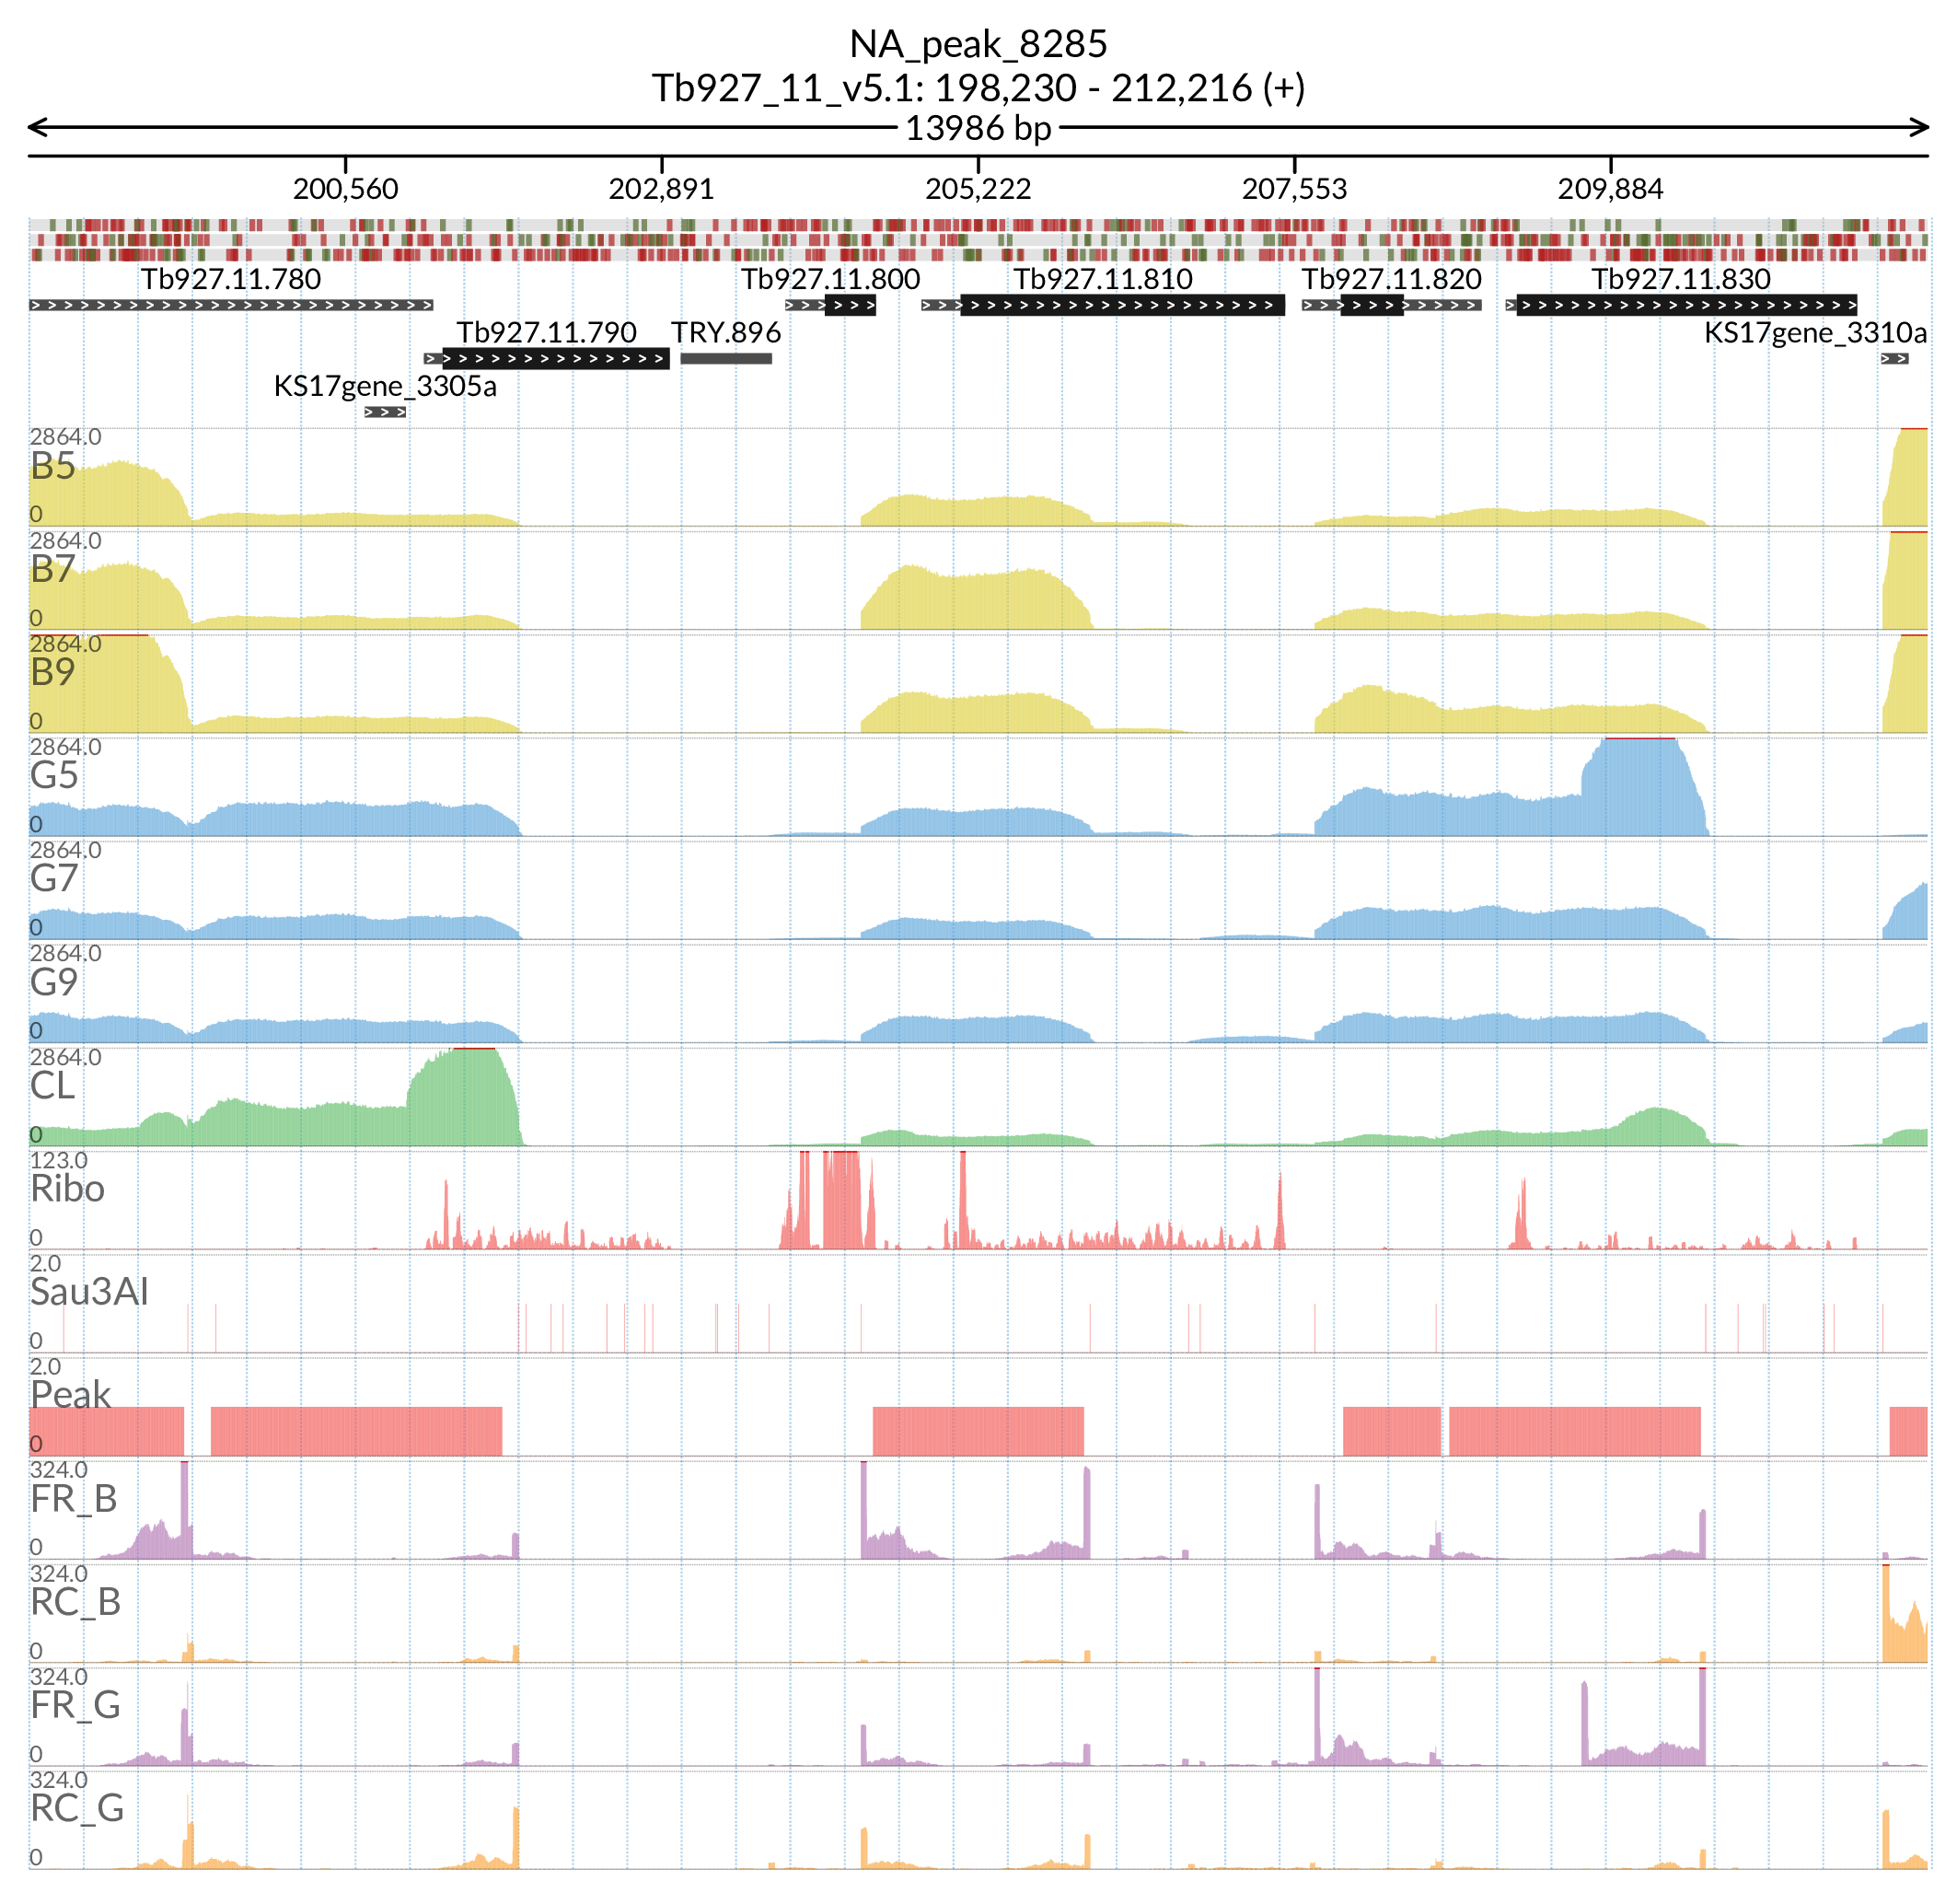 NA_peak_8285
Tb927_11_v5.1: 198,230 - 212,216 (+)
13986 bp
200,560 202,891 205,222 207,553 209,884
Tb927.11.780 Tb927.11.800 Tb927.11.810 Tb927.11.820 Tb927.11.830
Tb927.11.790 TRY.896 KS17gene_3310a
KS17gene_3305a
2864.0
B5
0
2864.0
B7
0
2864.0
B9
0
2864.0
G5
0
2864.0
G7
0
2864.0
G9
0
2864.0
CL
0
123.0
Ribo
0
2.0
Sau3AI
0
2.0
Peak
0
324.0
FR_B
0
324.0
RC_B
0
324.0
FR_G
0
324.0
RC_G
0